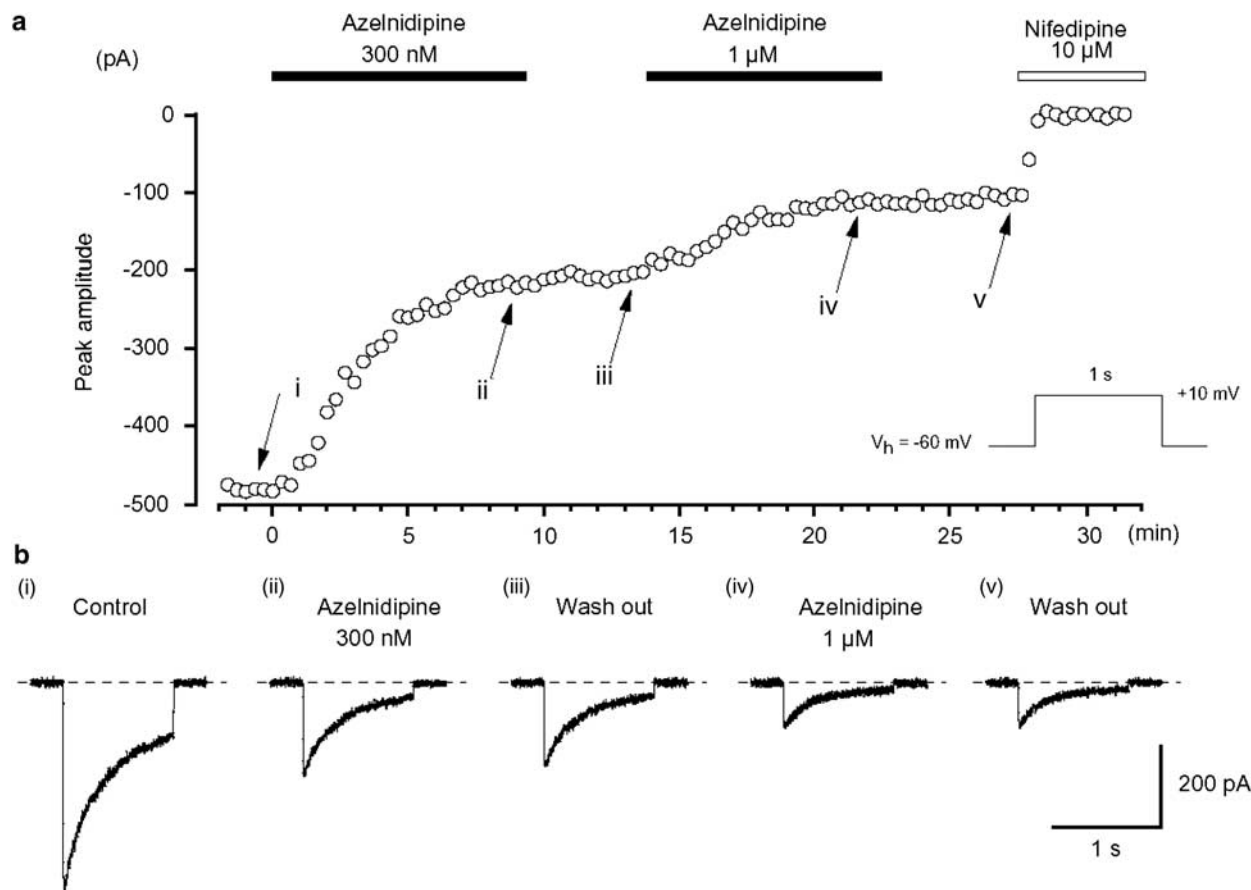 a
Azelnidipine
300 nM
Azelnidipine
1 µM
Nifedipine
10 µM
(pA)
Peak amplitude
0
-100
-200
-300
-400
-500
i
ii
iii
iv
v
1 s
+10 mV
Vh = -60 mV
0 5 10 15 20 25 30 (min)
b
(i) Control
(ii) Azelnidipine
300 nM
(iii) Wash out
(iv) Azelnidipine
1 µM
(v) Wash out
200 pA
1 s